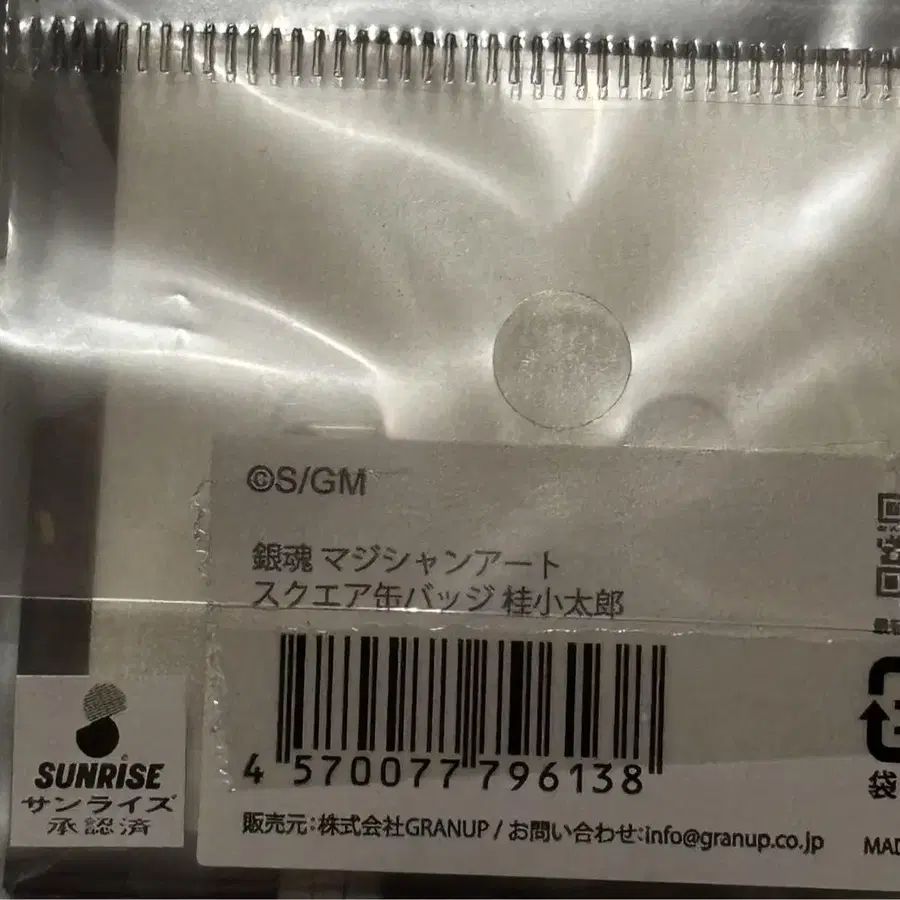 ©S/GM
銀魂 マジシャンアート
スクエア缶バッジ 桂小太郎
4 570077 796138
SUNRISE
サンライズ
承認済
販売元:株式会社GRANUP / お問い合わせ:info@granup.co.jp
袋
MAD